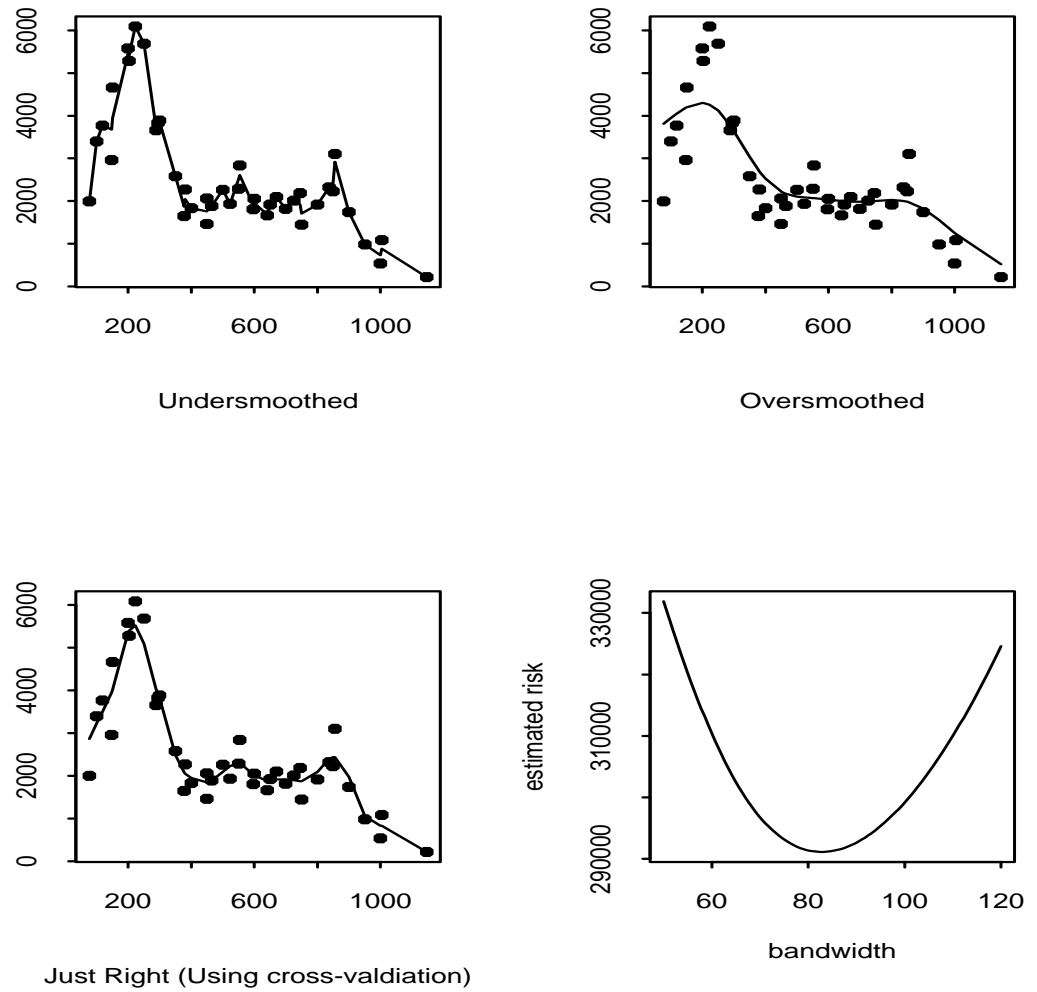 6000
4000
2000
0
200 600 1000
Undersmoothed
6000
4000
2000
0
200 600 1000
Oversmoothed
6000
4000
2000
0
200 600 1000
Just Right (Using cross-valdiation)
estimated risk
330000
310000
290000
60 80 100 120
bandwidth